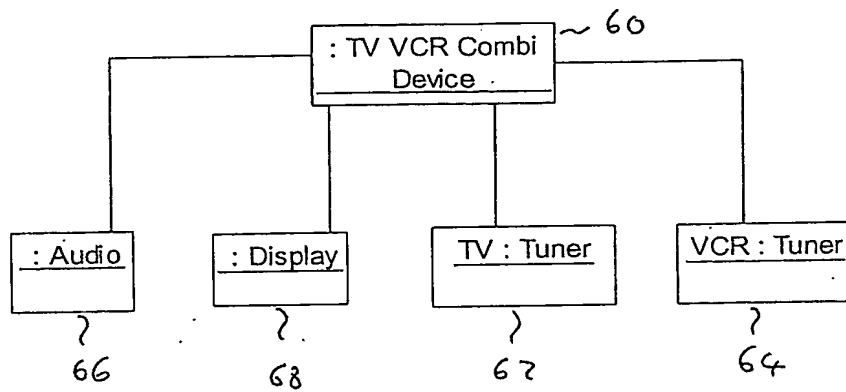 : TV VCR Combi
Device
60
: Audio
: Display
TV : Tuner
VCR : Tuner
66
68
62
64